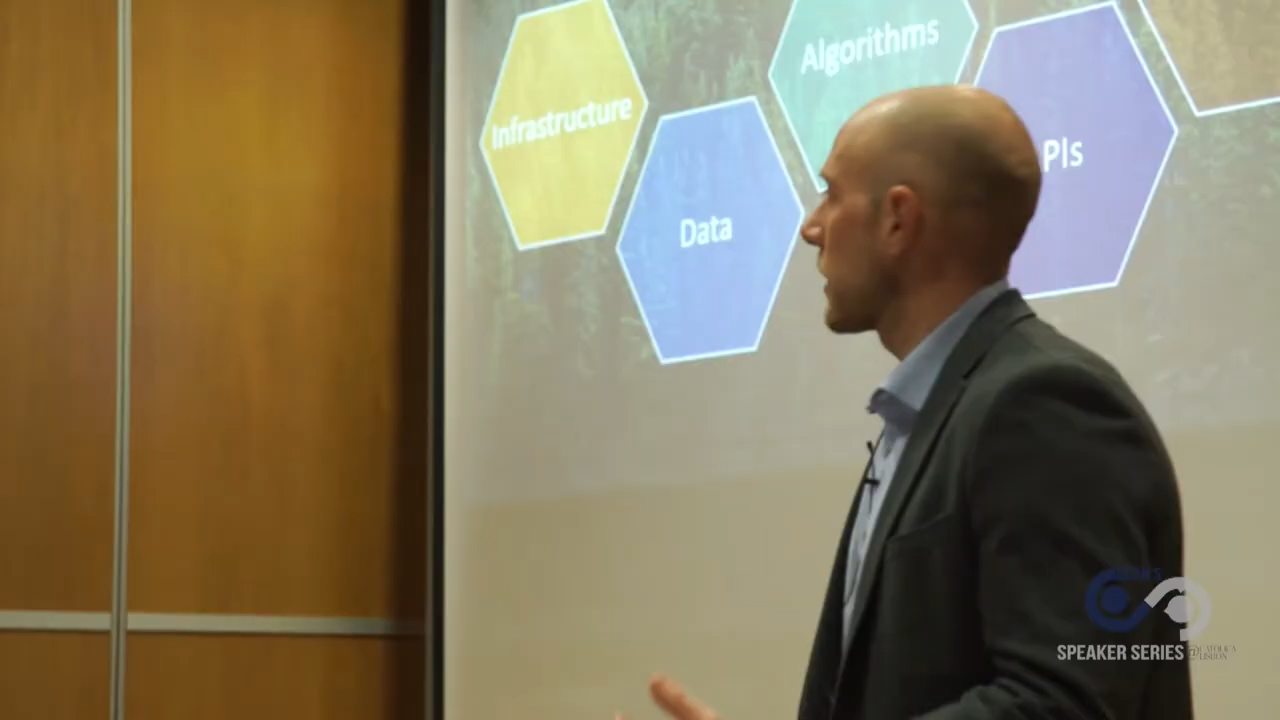 Algorithms
Infrastructure
PIs
Data
SPEAKER SERIES